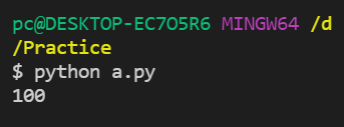 pc@DESKTOP-EC7O5R6 MINGW64 /d
/Practice
$ python a.py
100